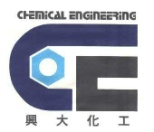 CHEMICAL ENGINEERING
興大化工